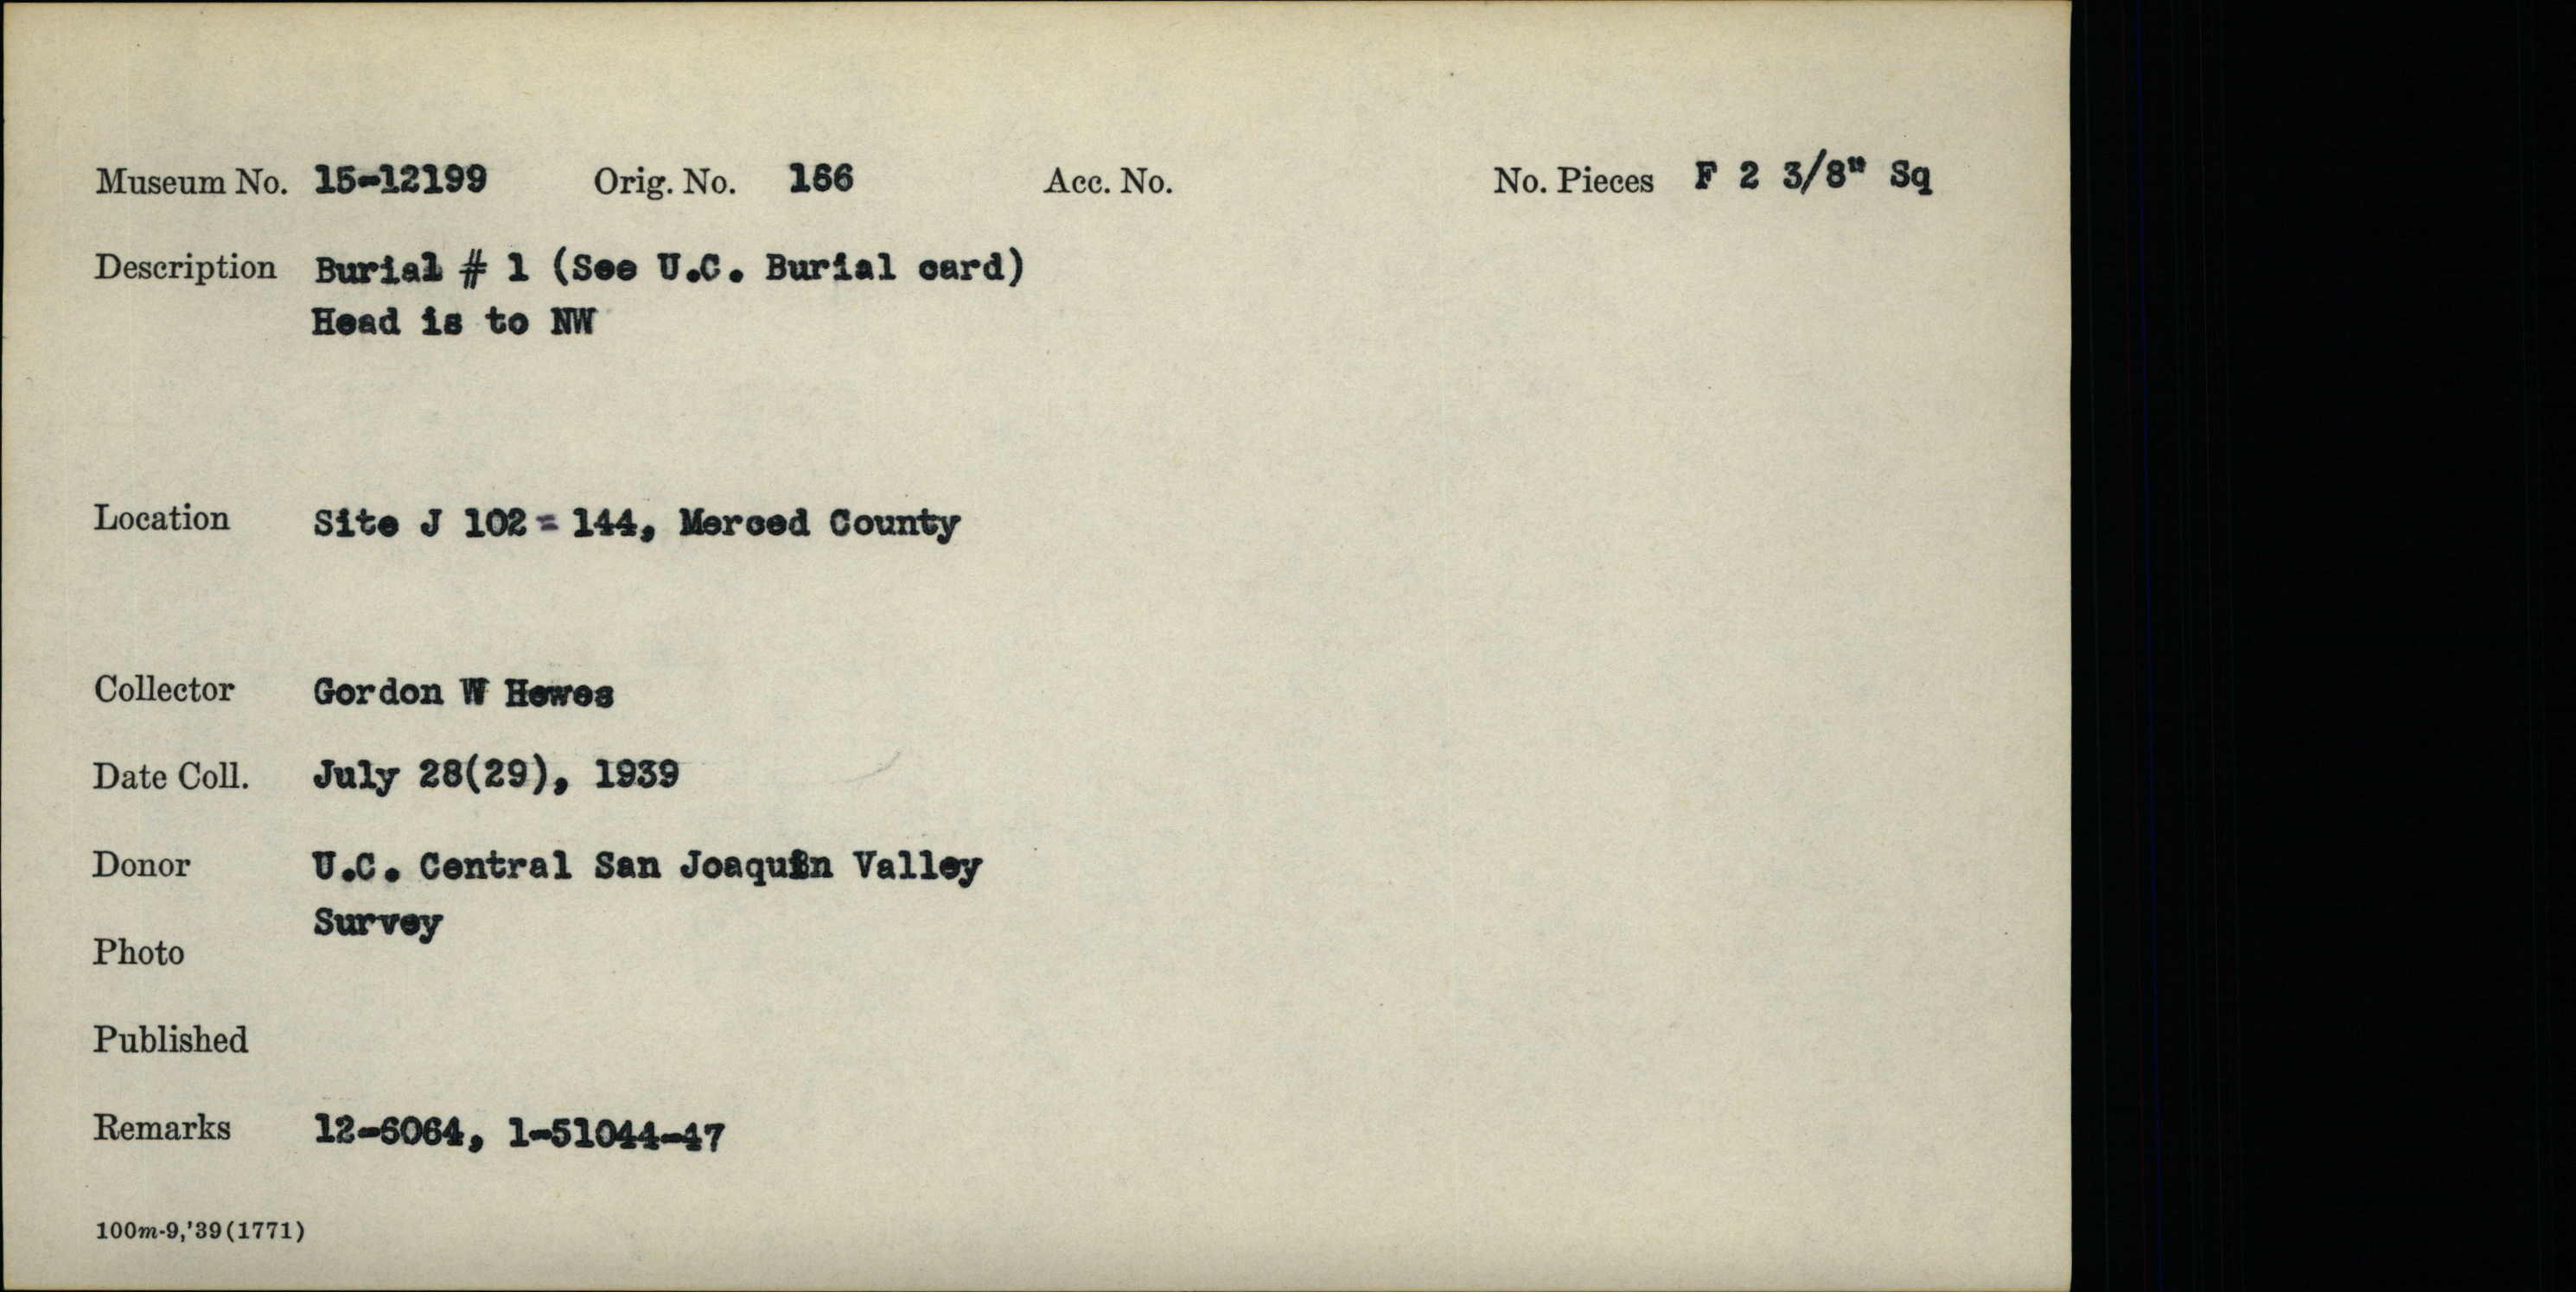 Museum No. 15-12199 Orig. No. 166 Acc. No. No. Pieces F 2 3/8" Sq
Description Burial # 1 (See U.C. Burial card)
Head is to NW
Location Site J 102 = 144, Merced County
Collector Gordon W Hewes
Date Coll. July 28(29), 1939
Donor U.C. Central San Joaquin Valley
Survey
Photo
Published
Remarks 12-6064, 1-51044-47
100m-9,'39(1771)